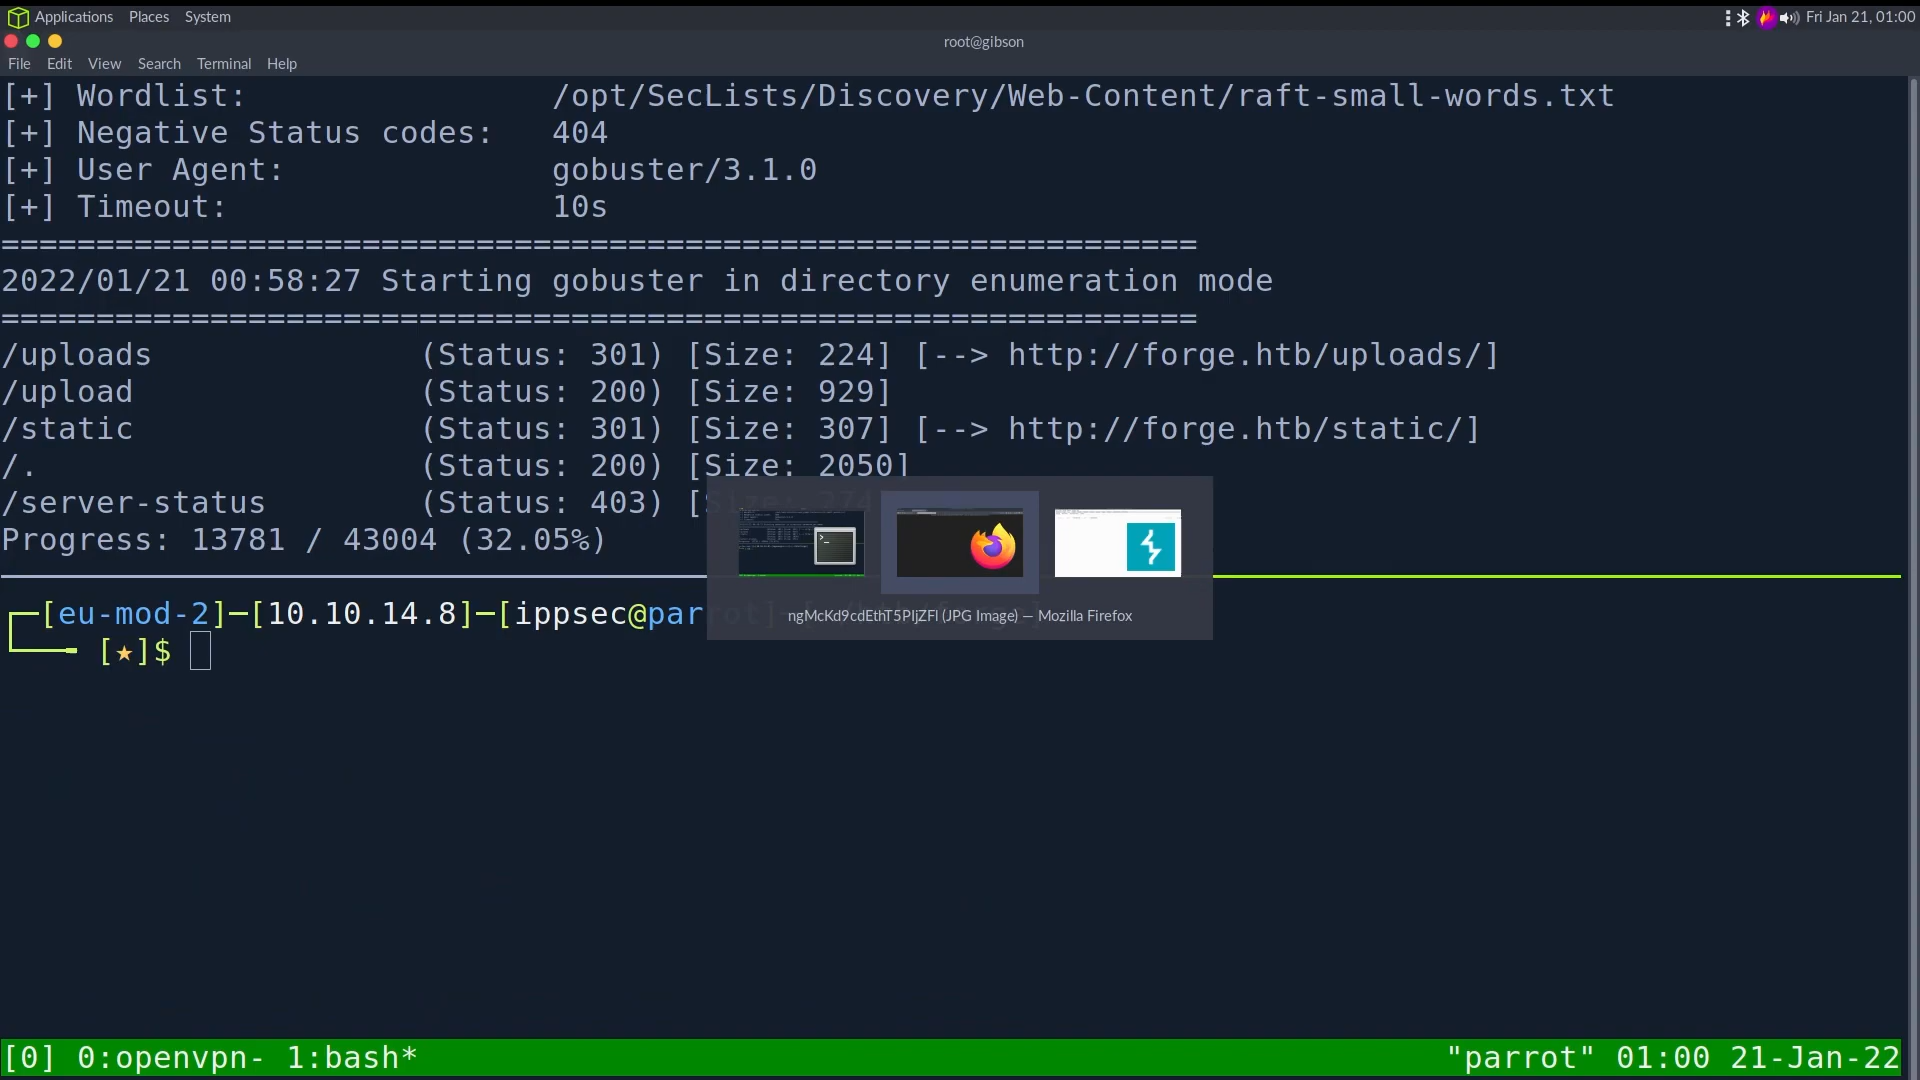 Applications Places System
Fri Jan 21, 01:00
root@gibson
File Edit View Search Terminal Help
[+] Wordlist: /opt/SecLists/Discovery/Web-Content/raft-small-words.txt
[+] Negative Status codes: 404
[+] User Agent: gobuster/3.1.0
[+] Timeout: 10s
===============================================================
2022/01/21 00:58:27 Starting gobuster in directory enumeration mode
===============================================================
/uploads (Status: 301) [Size: 224] [--> http://forge.htb/uploads/]
/upload (Status: 200) [Size: 929]
/static (Status: 301) [Size: 307] [--> http://forge.htb/static/]
/. (Status: 200) [Size: 2050]
/server-status (Status: 403) [Size: 274
Progress: 13781 / 43004 (32.05%)
[eu-mod-2]─[10.10.14.8]─[ippsec@parrot]
ngMcKd9cdEthT5PIjZFl (JPG Image) — Mozilla Firefox
[★]$
[0] 0:openvpn- 1:bash*
"parrot" 01:00 21-Jan-22